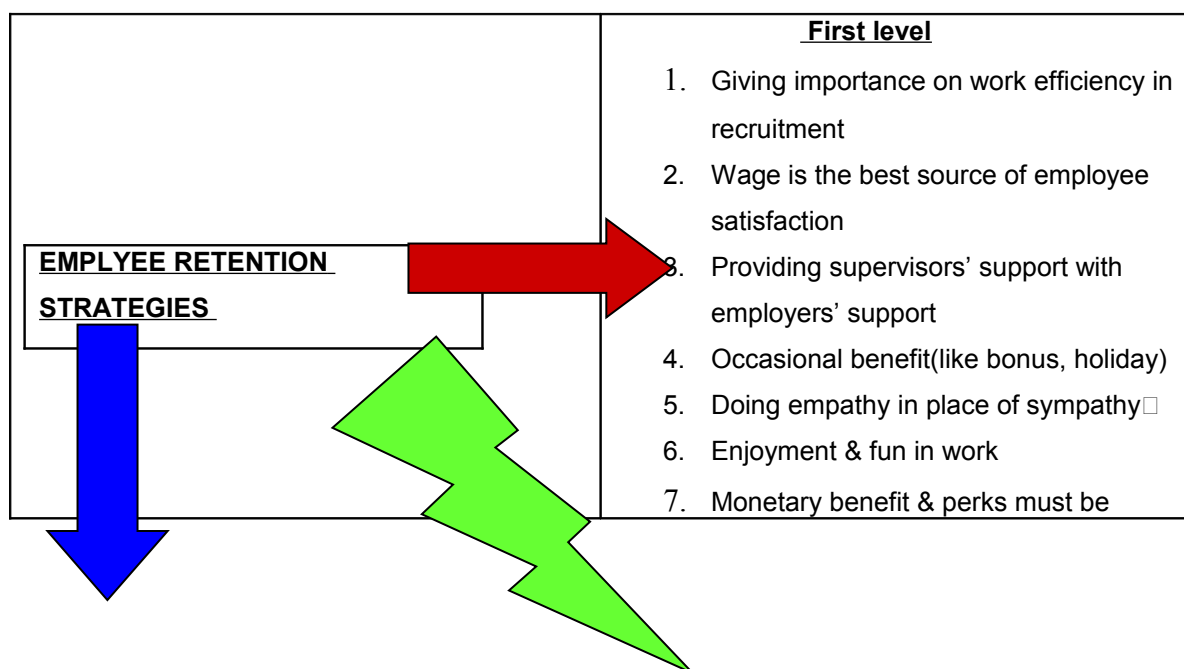 First level
1. Giving importance on work efficiency in
recruitment
2. Wage is the best source of employee
satisfaction
EMPLYEE RETENTION
STRATEGIES
3. Providing supervisors’ support with
employers’ support
4. Occasional benefit(like bonus, holiday)
5. Doing empathy in place of sympathy□
6. Enjoyment & fun in work
7. Monetary benefit & perks must be